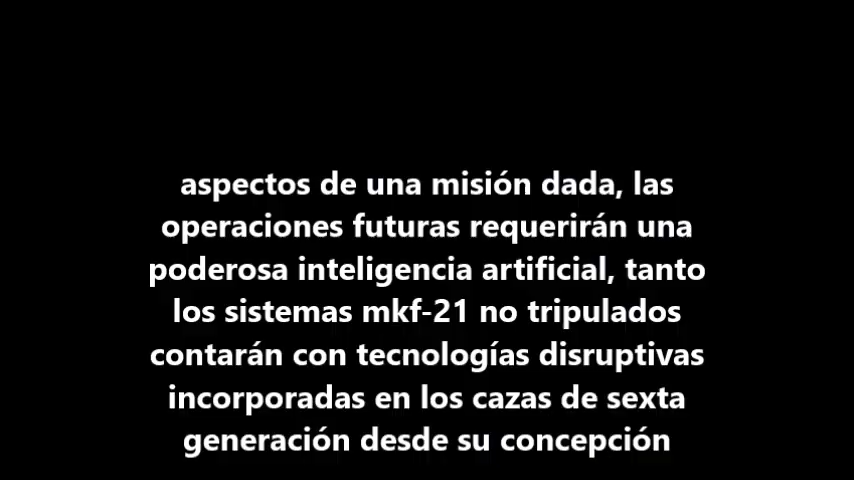 aspectos de una misión dada, las
operaciones futuras requerirán una
poderosa inteligencia artificial, tanto
los sistemas mkf-21 no tripulados
contarán con tecnologías disruptivas
incorporadas en los cazas de sexta
generación desde su concepción